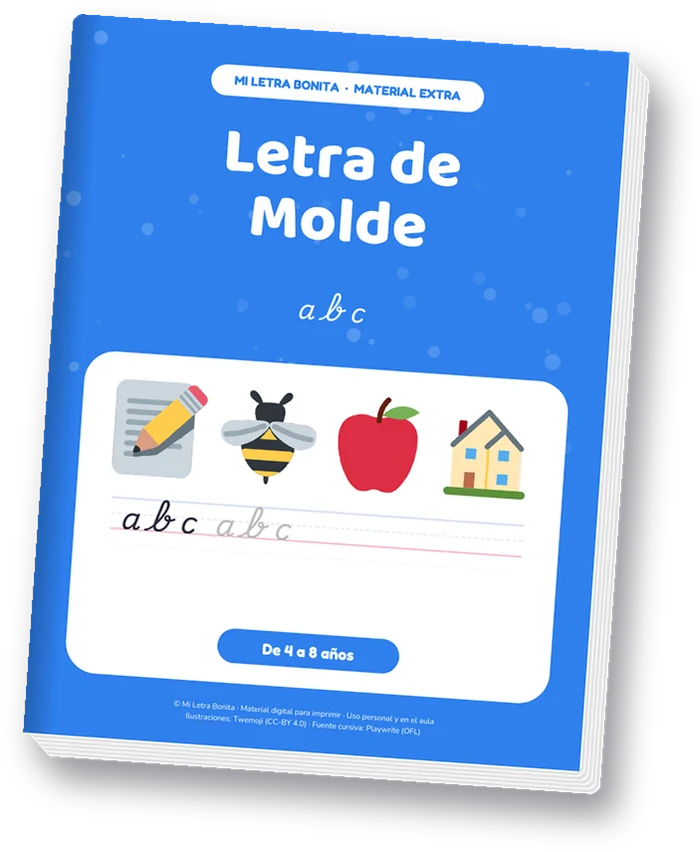 MI LETRA BONITA · MATERIAL EXTRA
Letra de
Molde
a b c
a b c a b c
De 4 a 8 años
© Mi Letra Bonita · Material digital para imprimir · Uso personal y en el aula
Ilustraciones: Twemoji (CC-BY 4.0) · Fuente cursiva: Playwrite (OFL)